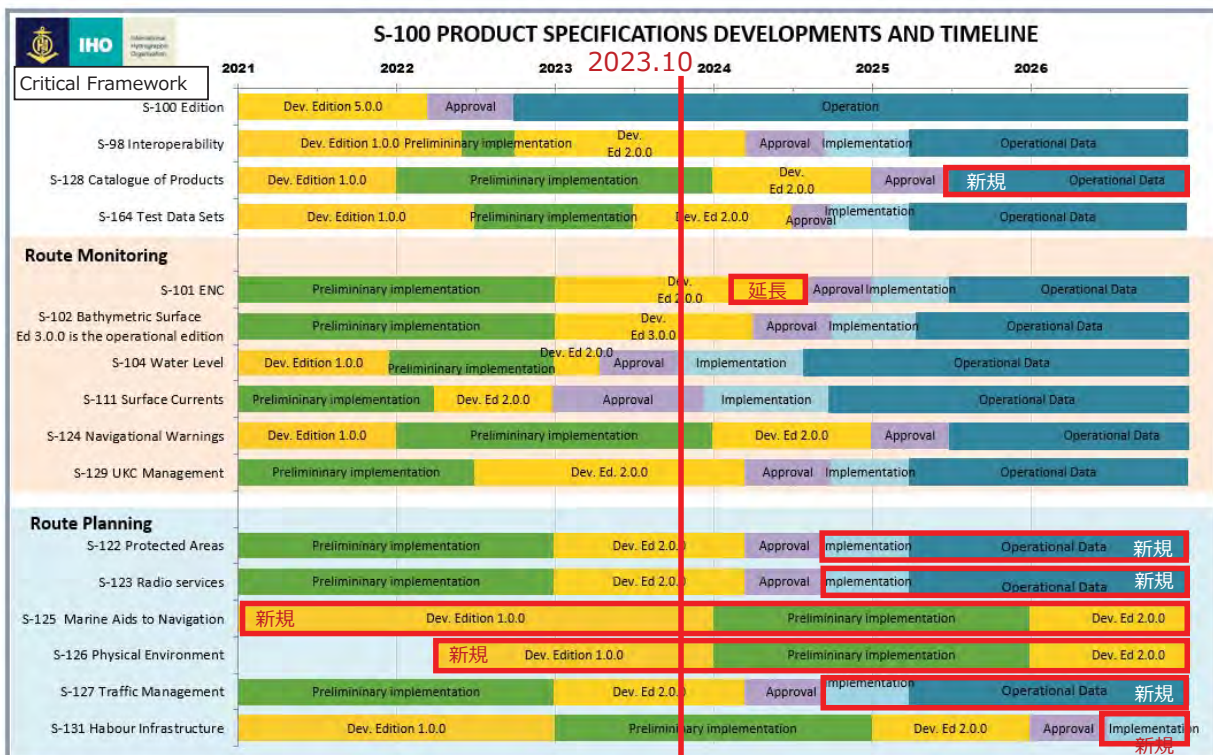 IHO
International
Hydrographic
Organization
S-100 PRODUCT SPECIFICATIONS DEVELOPMENTS AND TIMELINE
2023.10
2021 2022 2023 2024 2025 2026
Critical Framework
S-100 Edition Dev. Edition 5.0.0 Approval Operation
S-98 Interoperability Dev. Edition 1.0.0 Prelimininary implementation Dev. Ed 2.0.0 Approval Implementation Operational Data
S-128 Catalogue of Products Dev. Edition 1.0.0 Prelimininary implementation Dev. Ed 2.0.0 Approval 新規 Operational Data
S-164 Test Data Sets Dev. Edition 1.0.0 Prelimininary implementation Dev. Ed 2.0.0 Approval Implementation Operational Data
Route Monitoring
S-101 ENC Prelimininary implementation Dev. Ed 2.0.0 延長 Approval Implementation Operational Data
S-102 Bathymetric Surface
Ed 3.0.0 is the operational edition Prelimininary implementation Dev. Ed 3.0.0 Approval Implementation Operational Data
S-104 Water Level Dev. Edition 1.0.0 Prelimininary implementation Dev. Ed 2.0.0 Approval Implementation Operational Data
S-111 Surface Currents Prelimininary implementation Dev. Ed 2.0.0 Approval Implementation Operational Data
S-124 Navigational Warnings Dev. Edition 1.0.0 Prelimininary implementation Dev. Ed 2.0.0 Approval Operational Data
S-129 UKC Management Prelimininary implementation Dev. Ed. 2.0.0 Approval Implementation Operational Data
Route Planning
S-122 Protected Areas Prelimininary implementation Dev. Ed 2.0.0 Approval Implementation Operational Data 新規
S-123 Radio services Prelimininary implementation Dev. Ed 2.0.0 Approval Implementation Operational Data 新規
S-125 Marine Aids to Navigation 新規 Dev. Edition 1.0.0 Prelimininary implementation Dev. Ed 2.0.0
S-126 Physical Environment 新規 Dev. Edition 1.0.0 Prelimininary implementation Dev. Ed 2.0.0
S-127 Traffic Management Prelimininary implementation Dev. Ed 2.0.0 Approval Implementation Operational Data 新規
S-131 Habour Infrastructure Dev. Edition 1.0.0 Prelimininary implementation Dev. Ed 2.0.0 Approval Implementation
新規